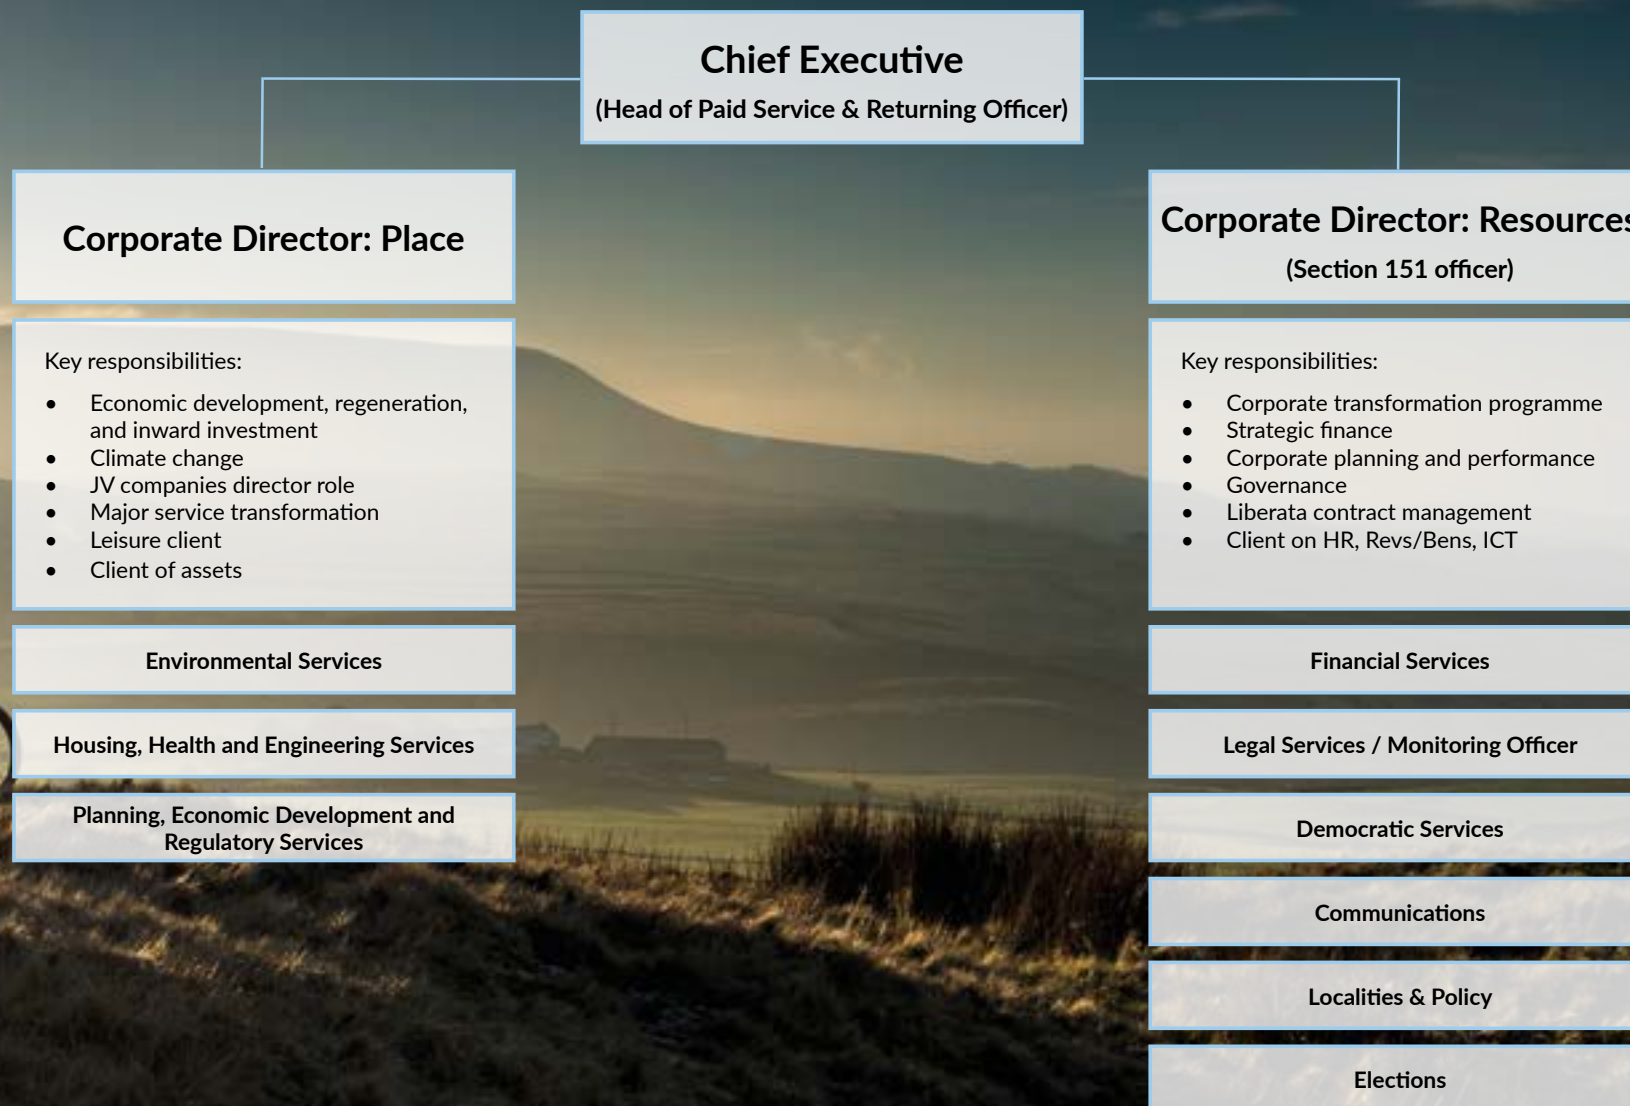 Chief Executive
(Head of Paid Service & Returning Officer)
Corporate Director: Place
Key responsibilities:
• Economic development, regeneration,
and inward investment
• Climate change
• JV companies director role
• Major service transformation
• Leisure client
• Client of assets
Environmental Services
Housing, Health and Engineering Services
Planning, Economic Development and
Regulatory Services
Corporate Director: Resources
(Section 151 officer)
Key responsibilities:
• Corporate transformation programme
• Strategic finance
• Corporate planning and performance
• Governance
• Liberata contract management
• Client on HR, Revs/Bens, ICT
Financial Services
Legal Services / Monitoring Officer
Democratic Services
Communications
Localities & Policy
Elections